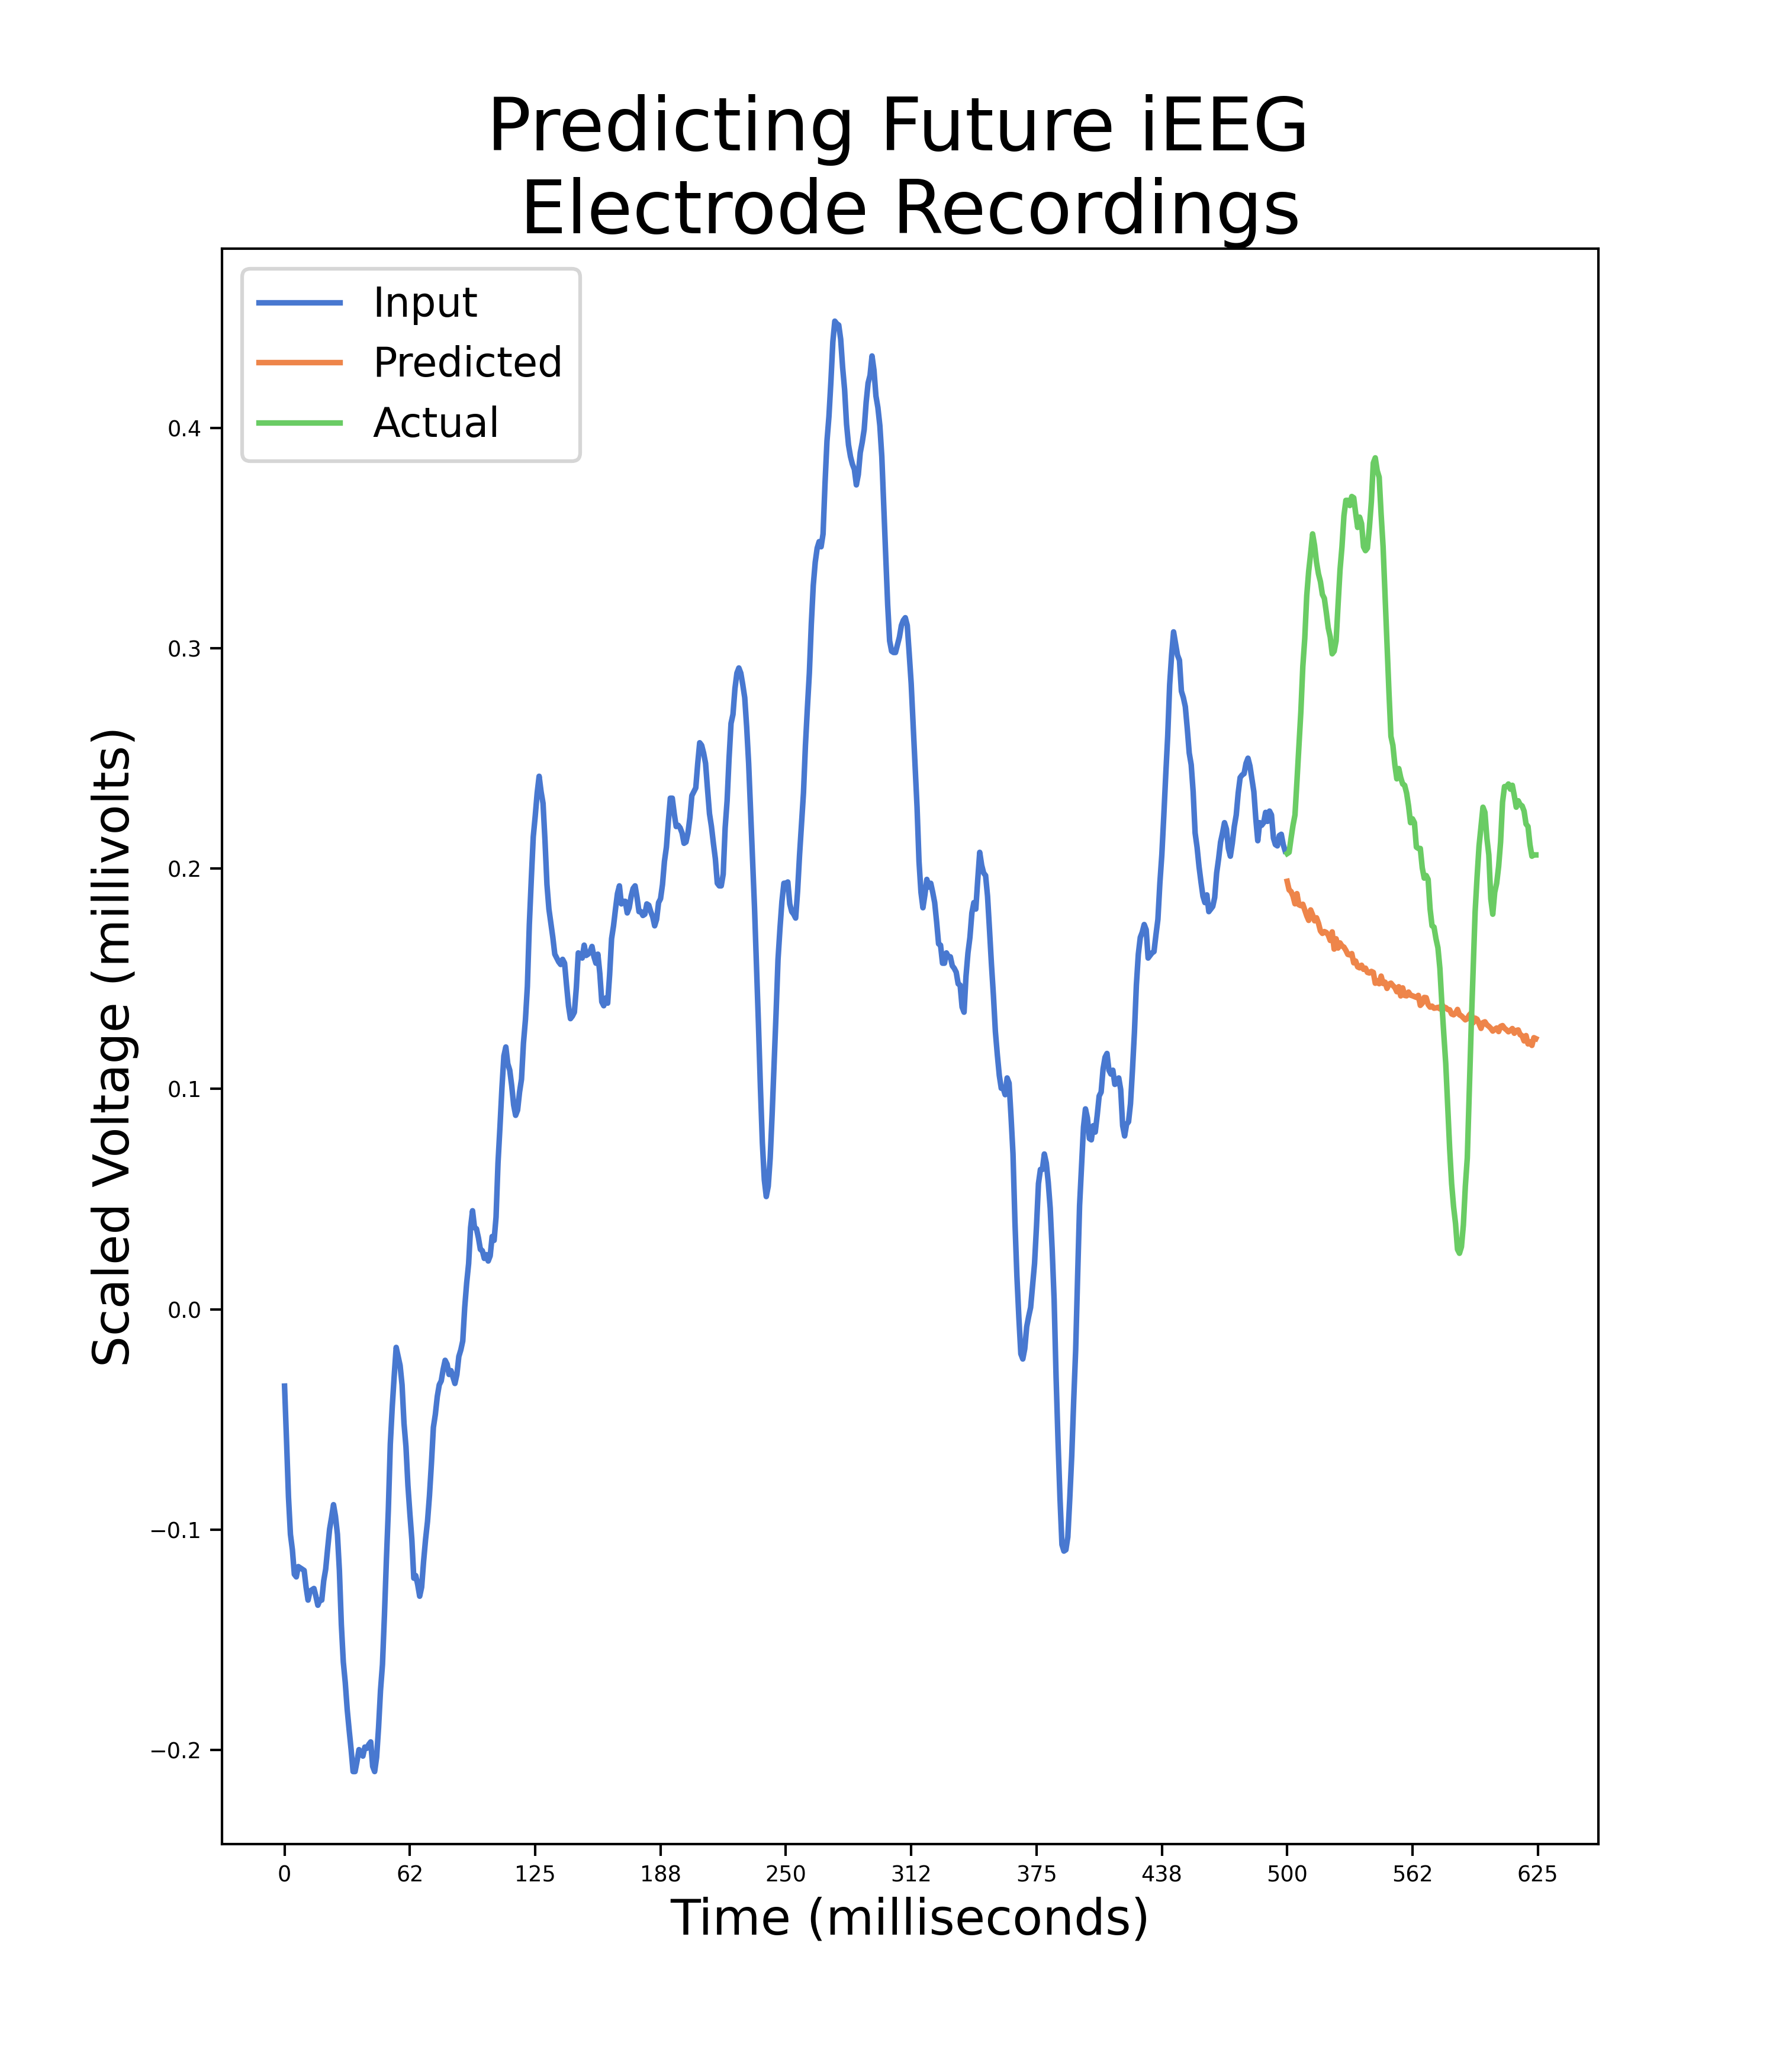 Predicting Future iEEG
Electrode Recordings
Input
Predicted
Actual
Scaled Voltage (millivolts)
0.4
0.3
0.2
0.1
0.0
−0.1
−0.2
0 62 125 188 250 312 375 438 500 562 625
Time (milliseconds)